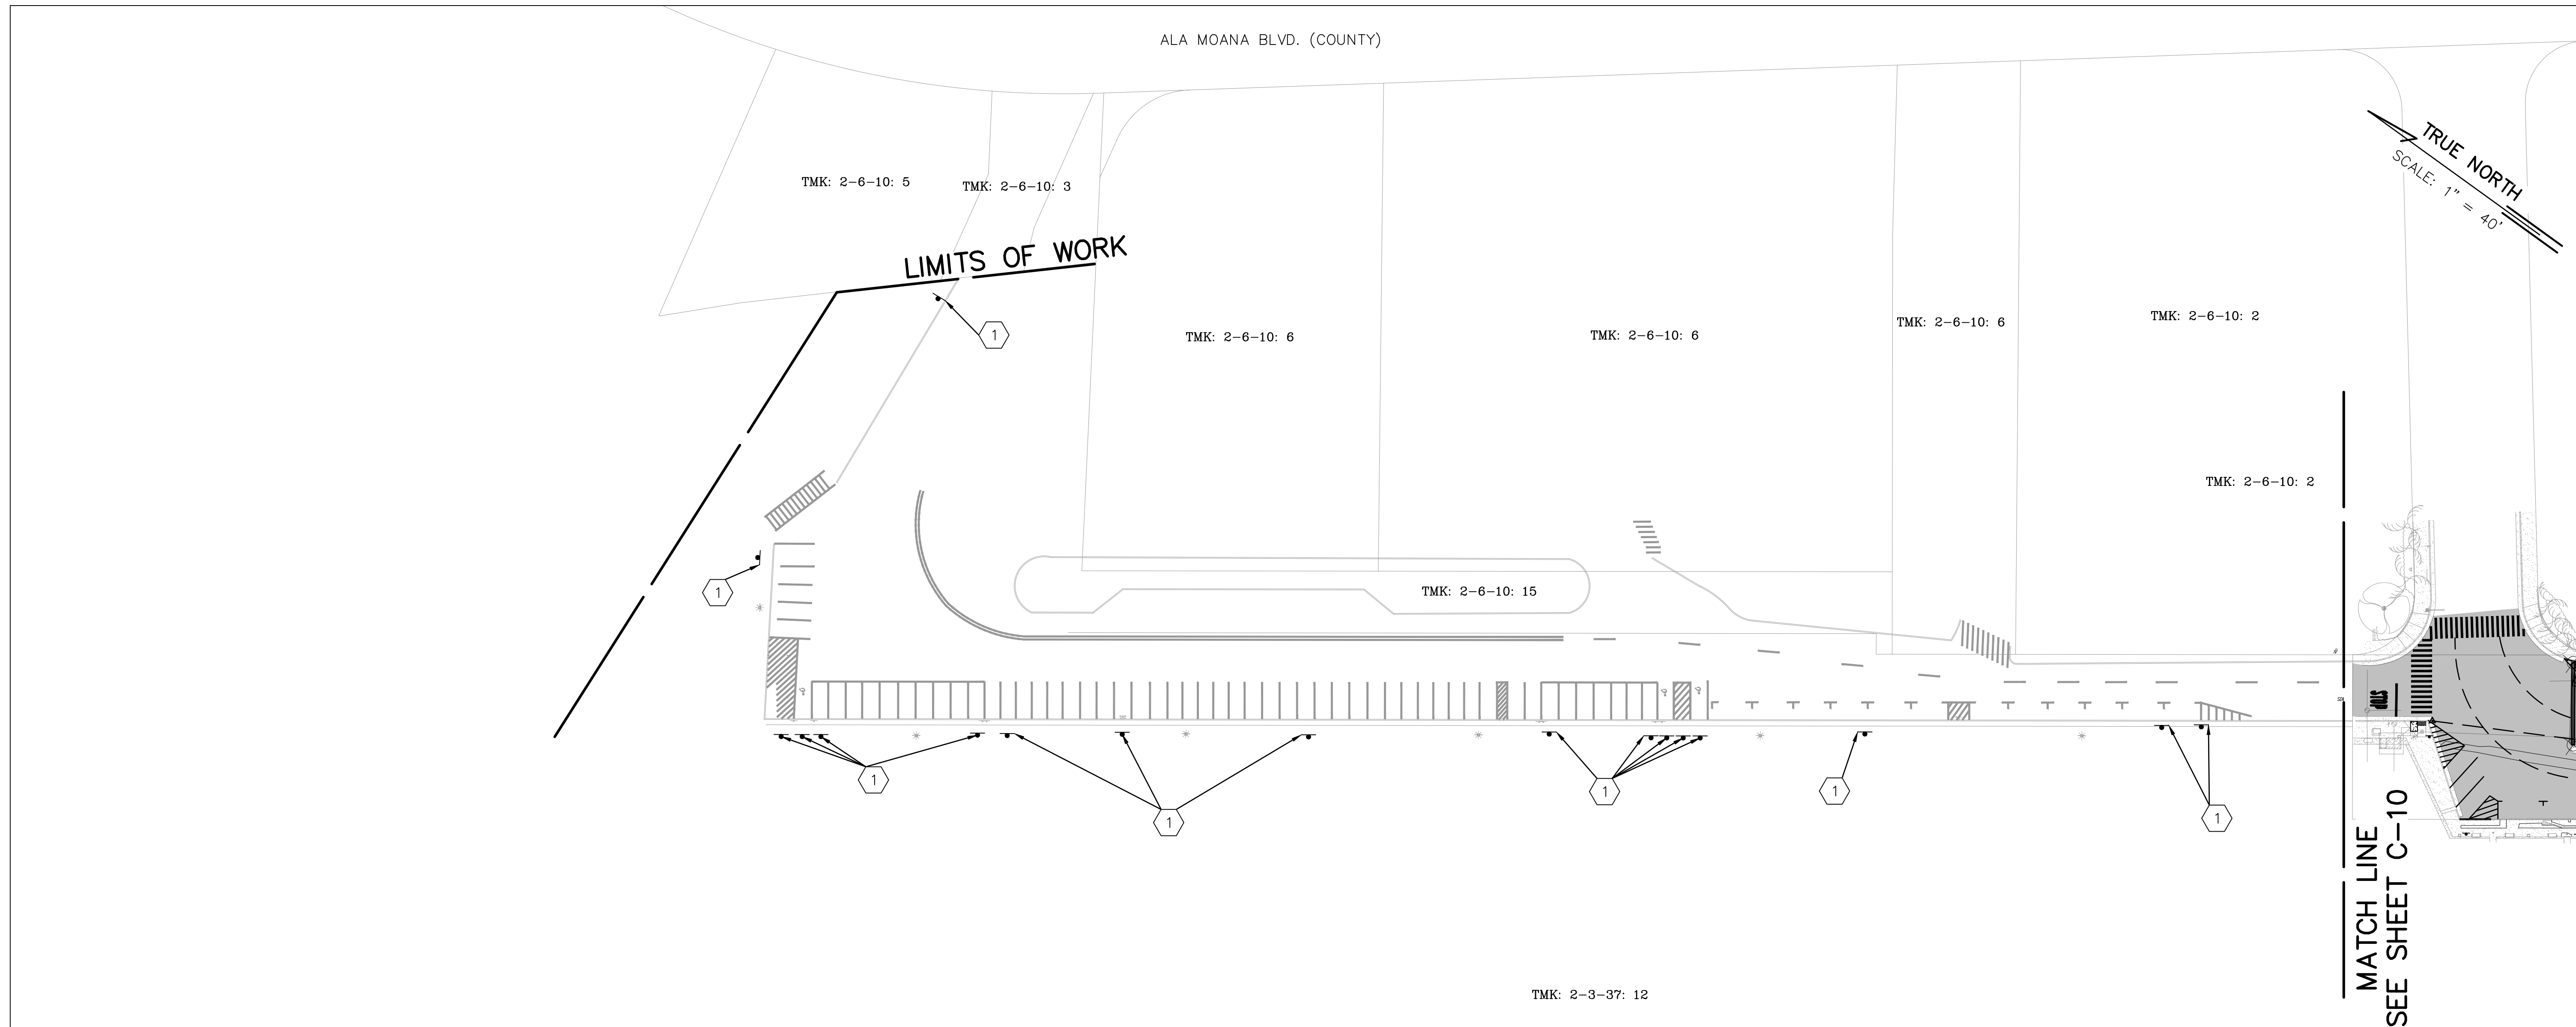 ALA MOANA BLVD. (COUNTY)
TRUE NORTH
SCALE: 1" = 40'
TMK: 2-6-10: 5
TMK: 2-6-10: 3
LIMITS OF WORK
1
TMK: 2-6-10: 6
TMK: 2-6-10: 6
TMK: 2-6-10: 6
TMK: 2-6-10: 2
TMK: 2-6-10: 2
1
TMK: 2-6-10: 15
1
1
1
1
1
MATCH LINE
SEE SHEET C-10
TMK: 2-3-37: 12